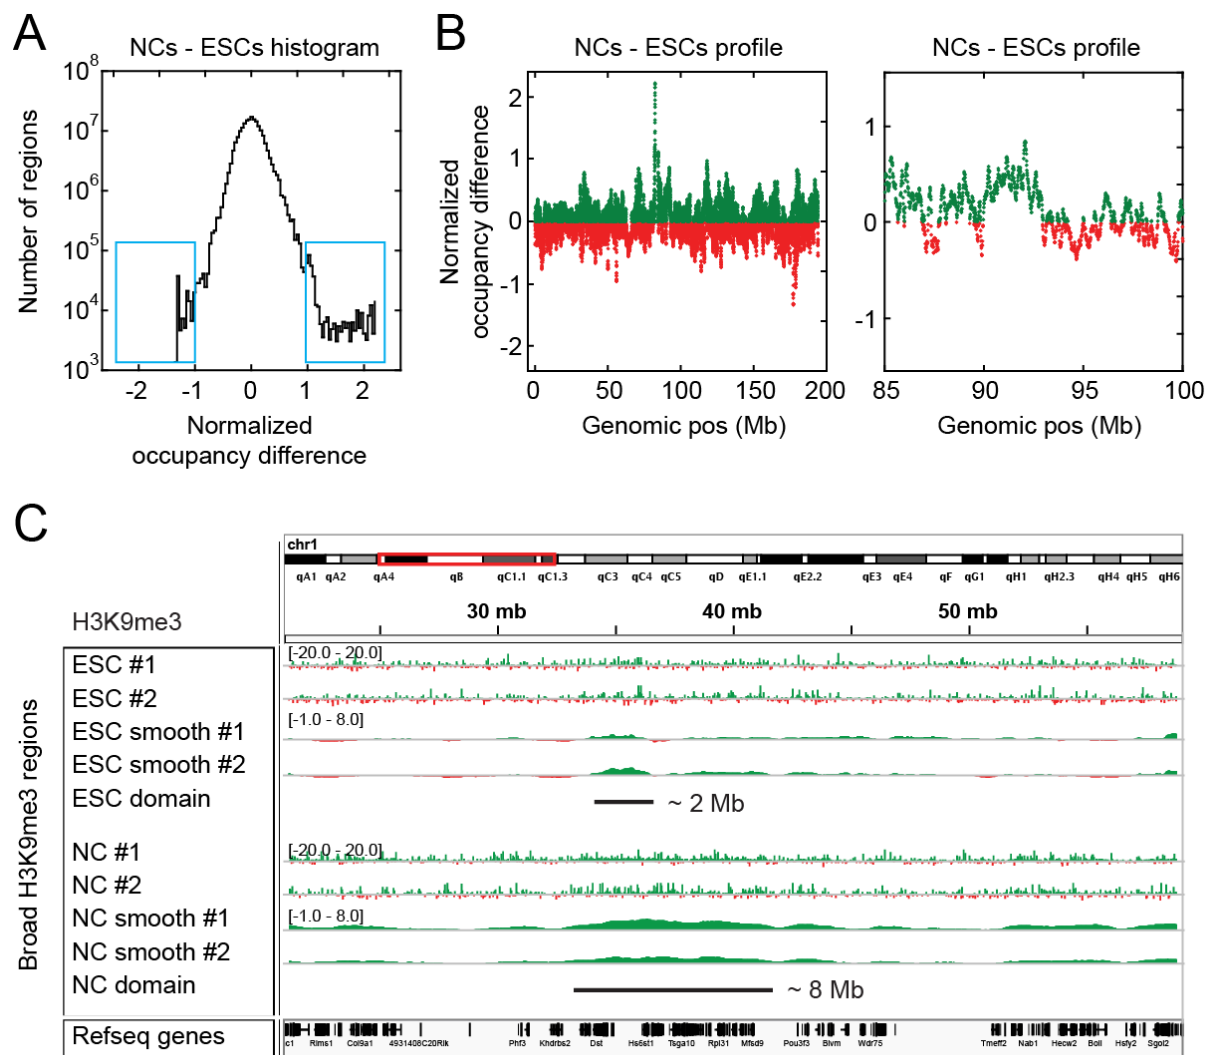 A
NCs - ESCs histogram
10^8
10^7
10^6
10^5
10^4
10^3
Number of regions
-2 -1 0 1 2
Normalized
occupancy difference
B
NCs - ESCs profile
2
1
0
-1
-2
Normalized
occupancy difference
0 50 100 150 200
Genomic pos (Mb)
NCs - ESCs profile
1
0
-1
85 90 95 100
Genomic pos (Mb)
C
chr1
qA1 qA2 qA4 qB qC1.1 qC1.3 qC3 qC4 qC5 qD qE1.1 qE2.2 qE3 qE4 qF qG1 qH1 qH2.3 qH4 qH5 qH6
30 mb 40 mb 50 mb
H3K9me3
Broad H3K9me3 regions
ESC #1 [-20.0 - 20.0]
ESC #2
ESC smooth #1 [-1.0 - 8.0]
ESC smooth #2
ESC domain ~ 2 Mb
NC #1 [-20.0 - 20.0]
NC #2
NC smooth #1 [-1.0 - 8.0]
NC smooth #2
NC domain ~ 8 Mb
Refseq genes
c1 Rims1 Col9a1 4931408C20Rik Phf3 Khdrbs2 Dst Hs6st1 Tsga10 Rpl31 Mfsd9 Pou3f3 Bivm Wdr75 Tmeff2 Nab1 Hecw2 Boll Hsfy2 Sgol2